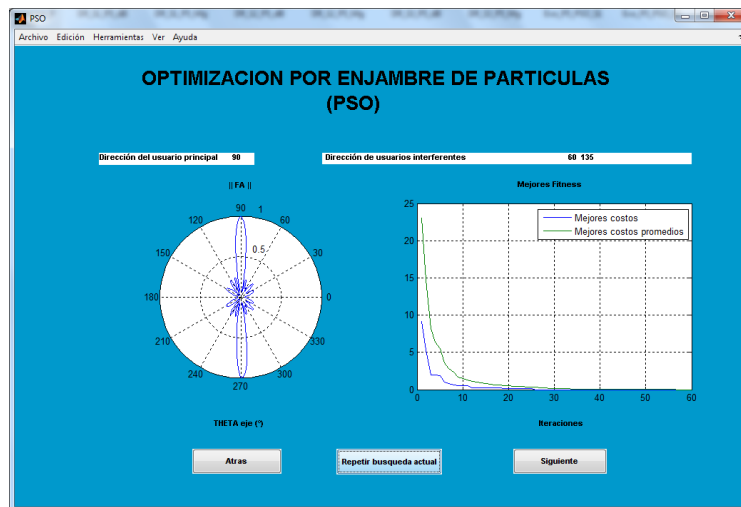 PSO
Archivo Edición Herramientas Ver Ayuda
OPTIMIZACION POR ENJAMBRE DE PARTICULAS
(PSO)
Dirección del usuario principal 90
Dirección de usuarios interferentes 60 135
|| FA ||
90 1
120 60
0.5
150 30
180 0
210 330
240 300
270
THETA eje (°)
Mejores Fitness
25
Mejores costos
Mejores costos promedios
20
15
10
5
0
0 10 20 30 40 50 60
Iteraciones
Atras
Repetir busqueda actual
Siguiente